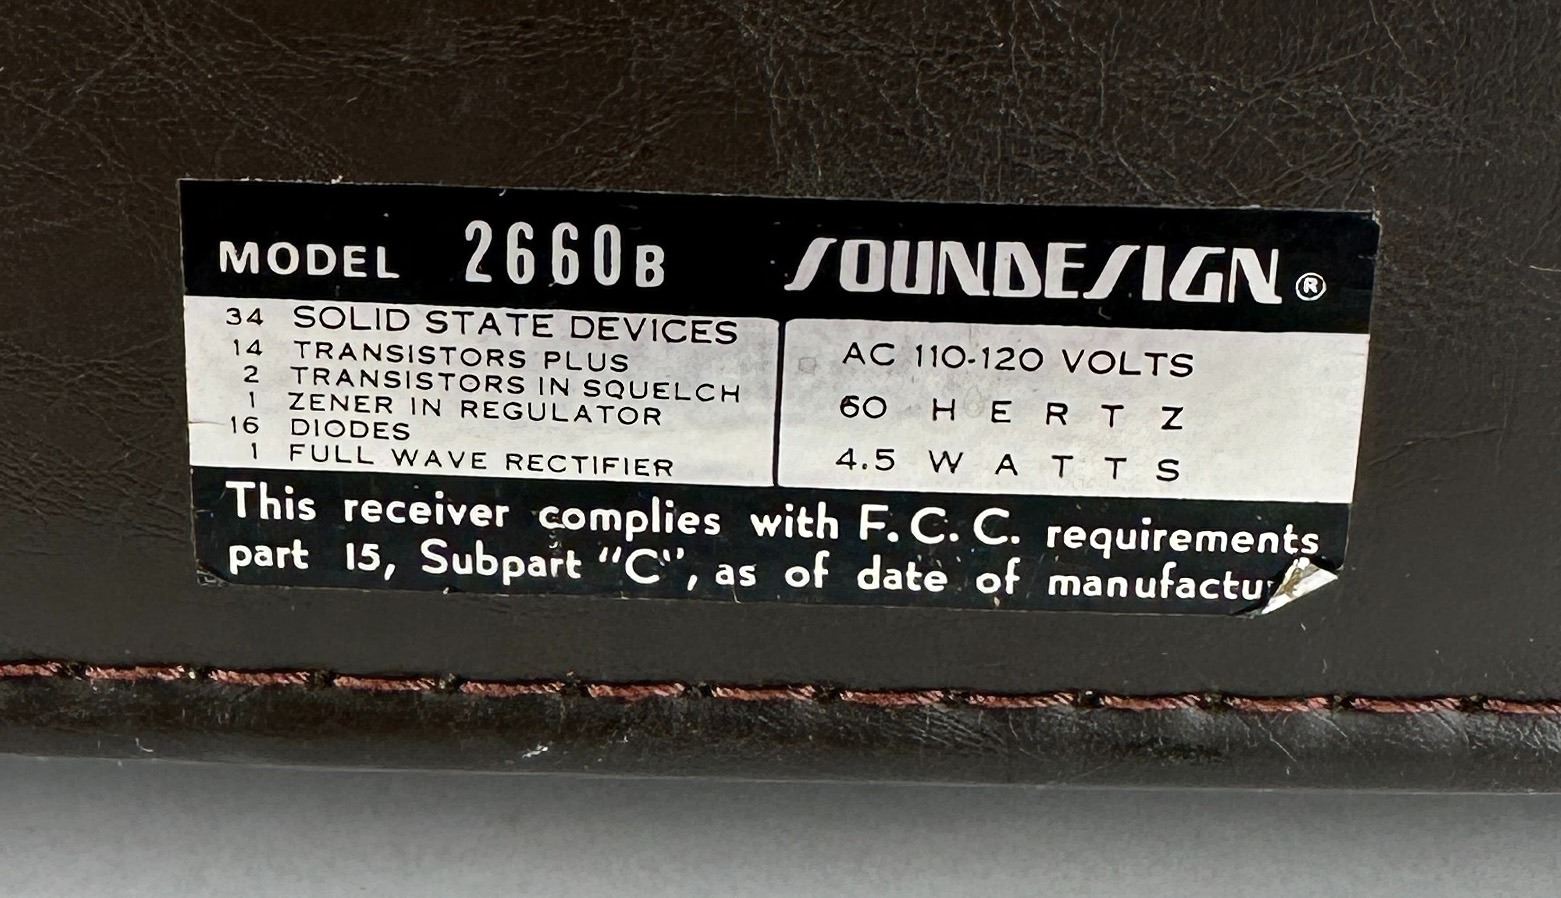 MODEL 2660B SOUNDESIGN®
34 SOLID STATE DEVICES
14 TRANSISTORS PLUS
2 TRANSISTORS IN SQUELCH
1 ZENER IN REGULATOR
16 DIODES
1 FULL WAVE RECTIFIER
AC 110-120 VOLTS
60 HERTZ
4.5 WATTS
This receiver complies with F.C.C. requirements
part 15, Subpart "C", as of date of manufactu